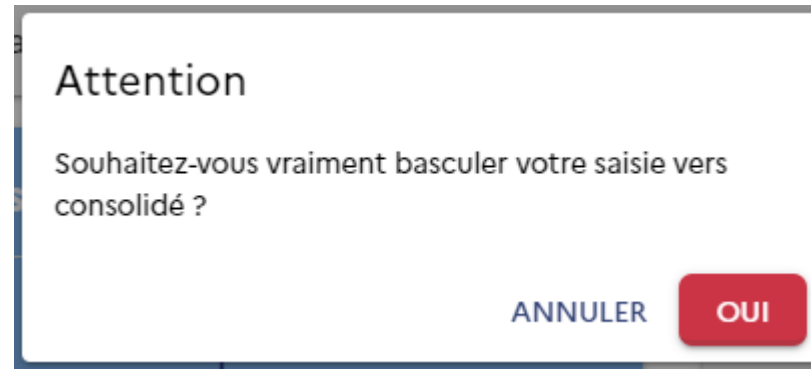 Attention
Souhaitez-vous vraiment basculer votre saisie vers
consolidé ?
ANNULER OUI